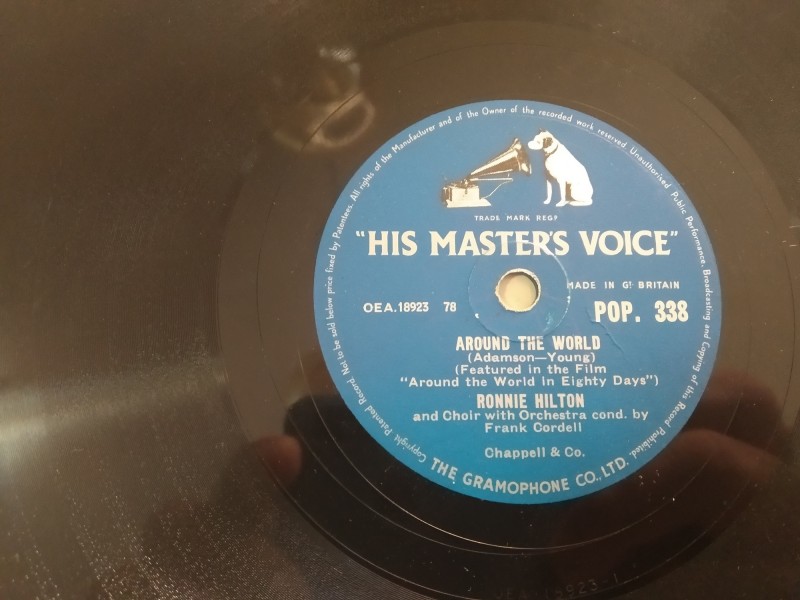 Copyright. Patented Record. Not to be sold below price fixed by Patentees. All rights of the Manufacturer and of the Owner of the recorded work reserved. Unauthorised Public Performance, Broadcasting and Copying of this Record Prohibited.
TRADE MARK REGD
"HIS MASTER'S VOICE"
MADE IN GT BRITAIN
OEA.18923 78
POP. 338
AROUND THE WORLD
(Adamson—Young)
(Featured in the Film
"Around the World in Eighty Days")
RONNIE HILTON
and Choir with Orchestra cond. by
Frank Cordell
Chappell & Co.
THE GRAMOPHONE CO., LTD.